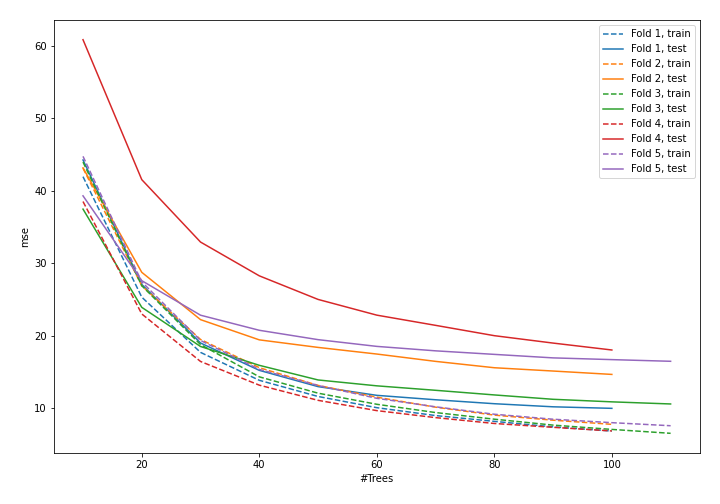 60
50
40
30
20
10
mse
20
40
60
80
100
#Trees
Fold 1, train
Fold 1, test
Fold 2, train
Fold 2, test
Fold 3, train
Fold 3, test
Fold 4, train
Fold 4, test
Fold 5, train
Fold 5, test